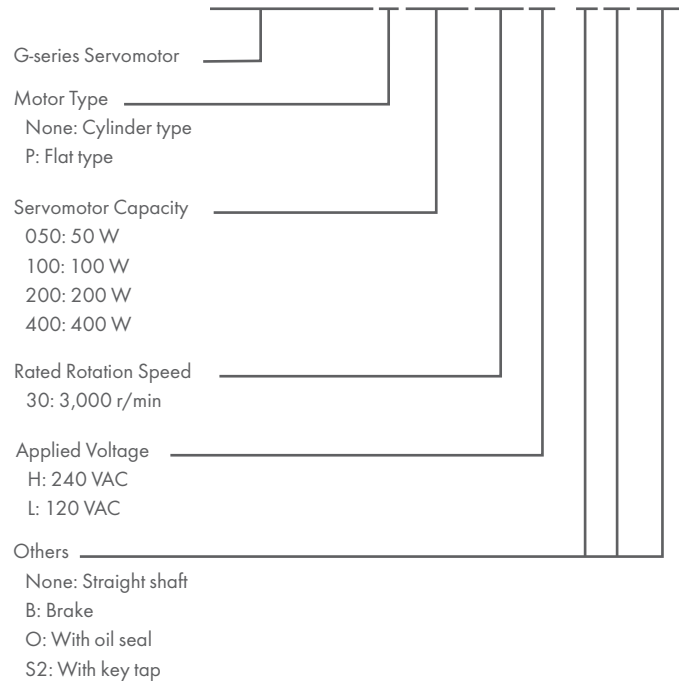 G-series Servomotor
Motor Type
None: Cylinder type
P: Flat type
Servomotor Capacity
050: 50 W
100: 100 W
200: 200 W
400: 400 W
Rated Rotation Speed
30: 3,000 r/min
Applied Voltage
H: 240 VAC
L: 120 VAC
Others
None: Straight shaft
B: Brake
O: With oil seal
S2: With key tap